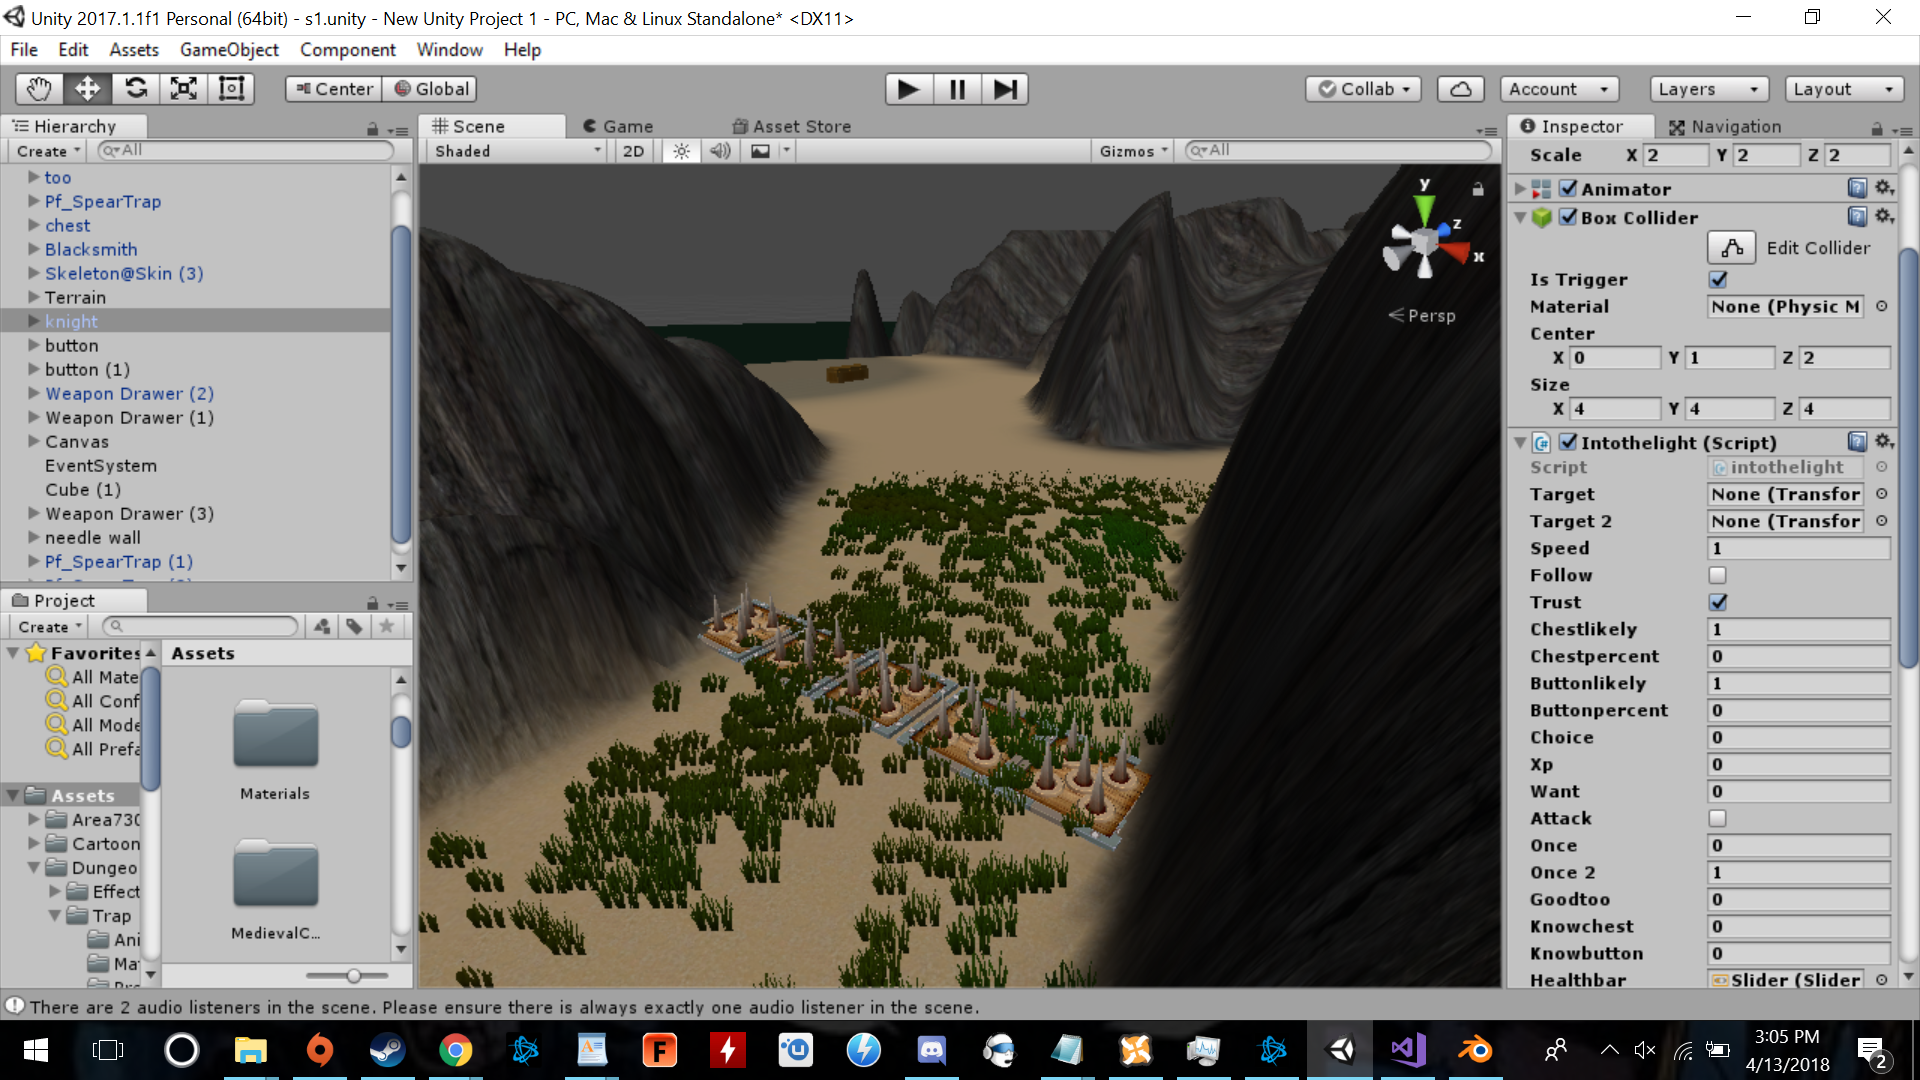 Unity 2017.1.1f1 Personal (64bit) - s1.unity - New Unity Project 1 - PC, Mac & Linux Standalone* <DX11>
File Edit Assets GameObject Component Window Help
Center Global Collab Account Layers Layout
Hierarchy
Create All
too
Pf_SpearTrap
chest
Blacksmith
Skeleton@Skin (3)
Terrain
knight
button
button (1)
Weapon Drawer (2)
Weapon Drawer (1)
Canvas
EventSystem
Cube (1)
Weapon Drawer (3)
needle wall
Pf_SpearTrap (1)
Project
Create
Favorites
All Mate
All Conf
All Mode
All Prefa
Assets
Area730
Cartoon
Dungeo
Effect
Trap
Ani
Ma
Assets
Materials
MedievalC...
Scene Game Asset Store
Shaded 2D Gizmos All
y
z
x
Persp
Inspector Navigation
Scale X 2 Y 2 Z 2
Animator
Box Collider
Edit Collider
Is Trigger
Material None (Physic M
Center
X 0 Y 1 Z 2
Size
X 4 Y 4 Z 4
Intothelight (Script)
Script intothelight
Target None (Transfor
Target 2 None (Transfor
Speed 1
Follow
Trust
Chestlikely 1
Chestpercent 0
Buttonlikely 1
Buttonpercent 0
Choice 0
Xp 0
Want 0
Attack
Once 0
Once 2 1
Goodtoo 0
Knowchest 0
Knowbutton 0
Healthbar Slider (Slider
There are 2 audio listeners in the scene. Please ensure there is always exactly one audio listener in the scene.
3:05 PM
4/13/2018
2